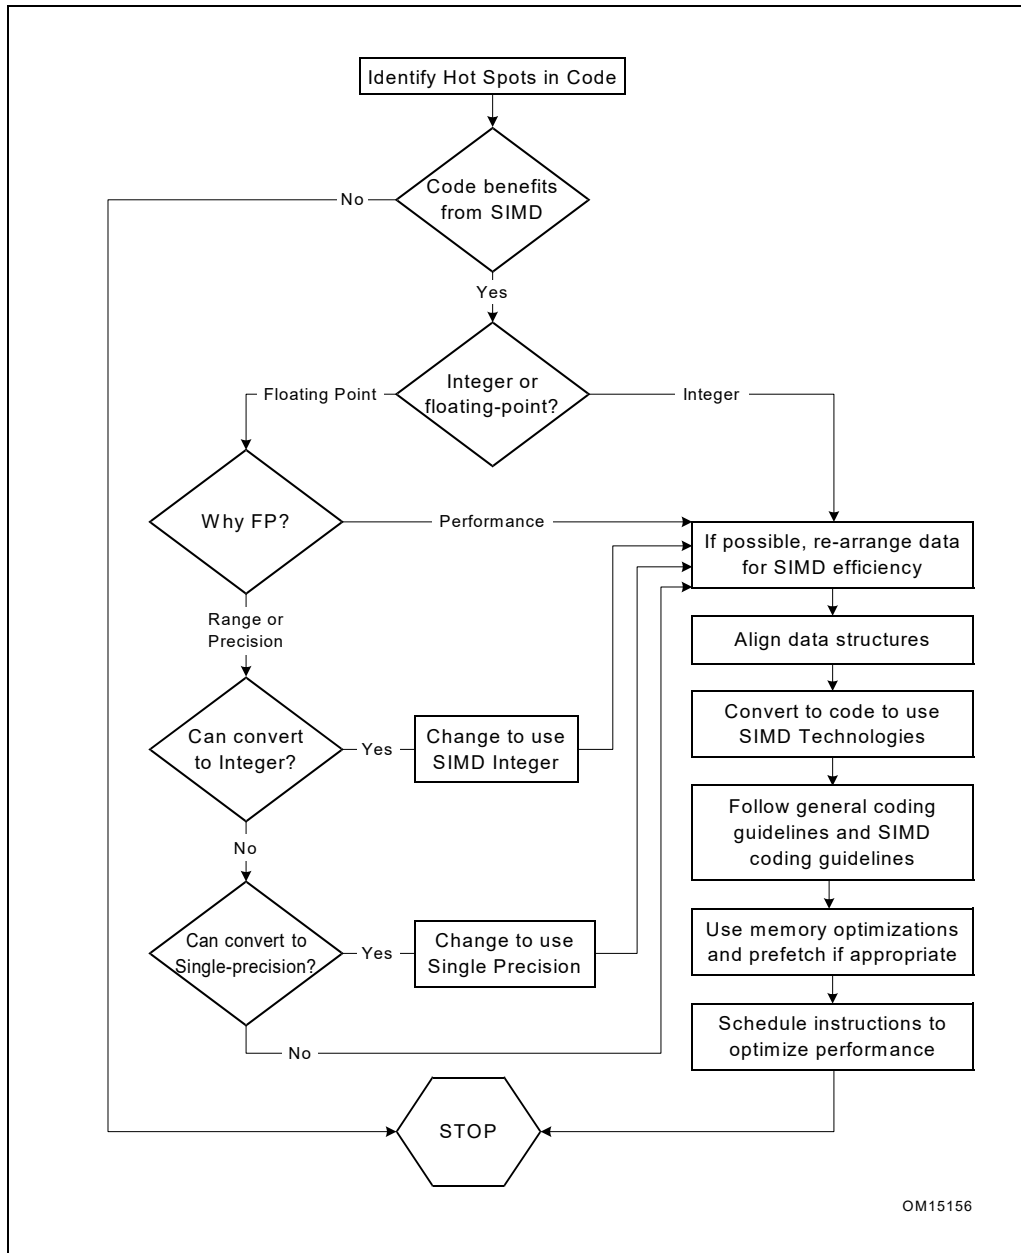 Identify Hot Spots in Code
Code benefits
from SIMD
No
Yes
Integer or
floating-point?
Floating Point
Integer
Why FP?
Performance
If possible, re-arrange data
for SIMD efficiency
Range or
Precision
Align data structures
Can convert
to Integer?
Yes
Change to use
SIMD Integer
Convert to code to use
SIMD Technologies
Follow general coding
guidelines and SIMD
coding guidelines
No
Can convert to
Single-precision?
Yes
Change to use
Single Precision
Use memory optimizations
and prefetch if appropriate
Schedule instructions to
optimize performance
No
STOP
OM15156